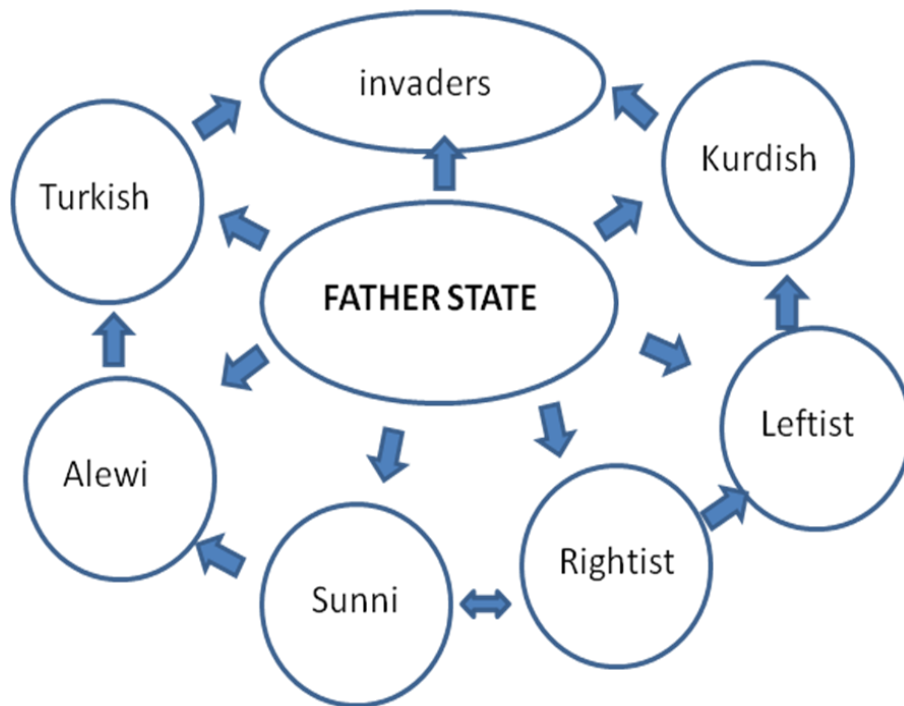 invaders
Kurdish
Turkish
FATHER STATE
Leftist
Alewi
Rightist
Sunni